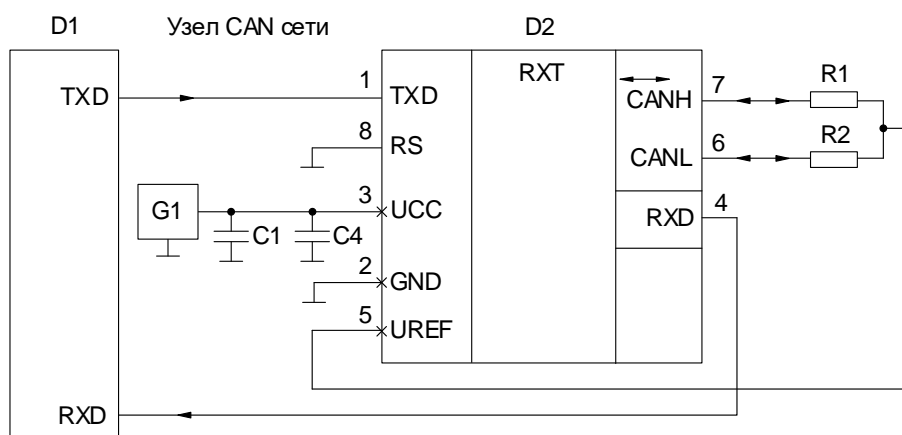 D1
Узел CAN сети
D2
TXD
1
TXD
RXT
CANH
7
R1
8
RS
CANL
6
R2
G1
C1
C4
3
UCC
RXD
4
2
GND
5
UREF
RXD